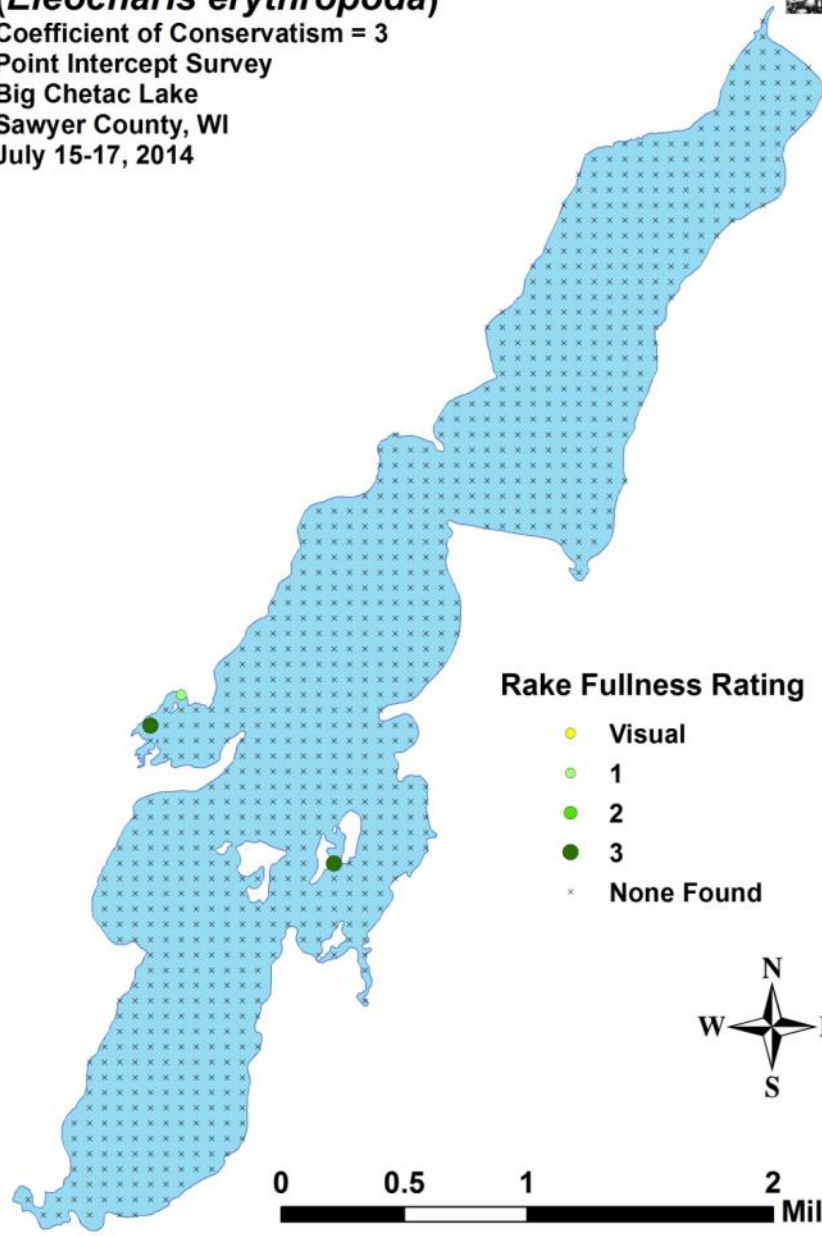 (Eleocharis erythropoda)
Coefficient of Conservatism = 3
Point Intercept Survey
Big Chetac Lake
Sawyer County, WI
July 15-17, 2014
Rake Fullness Rating
Visual
1
2
3
None Found
N
W
S
0 0.5 1 2
Mil